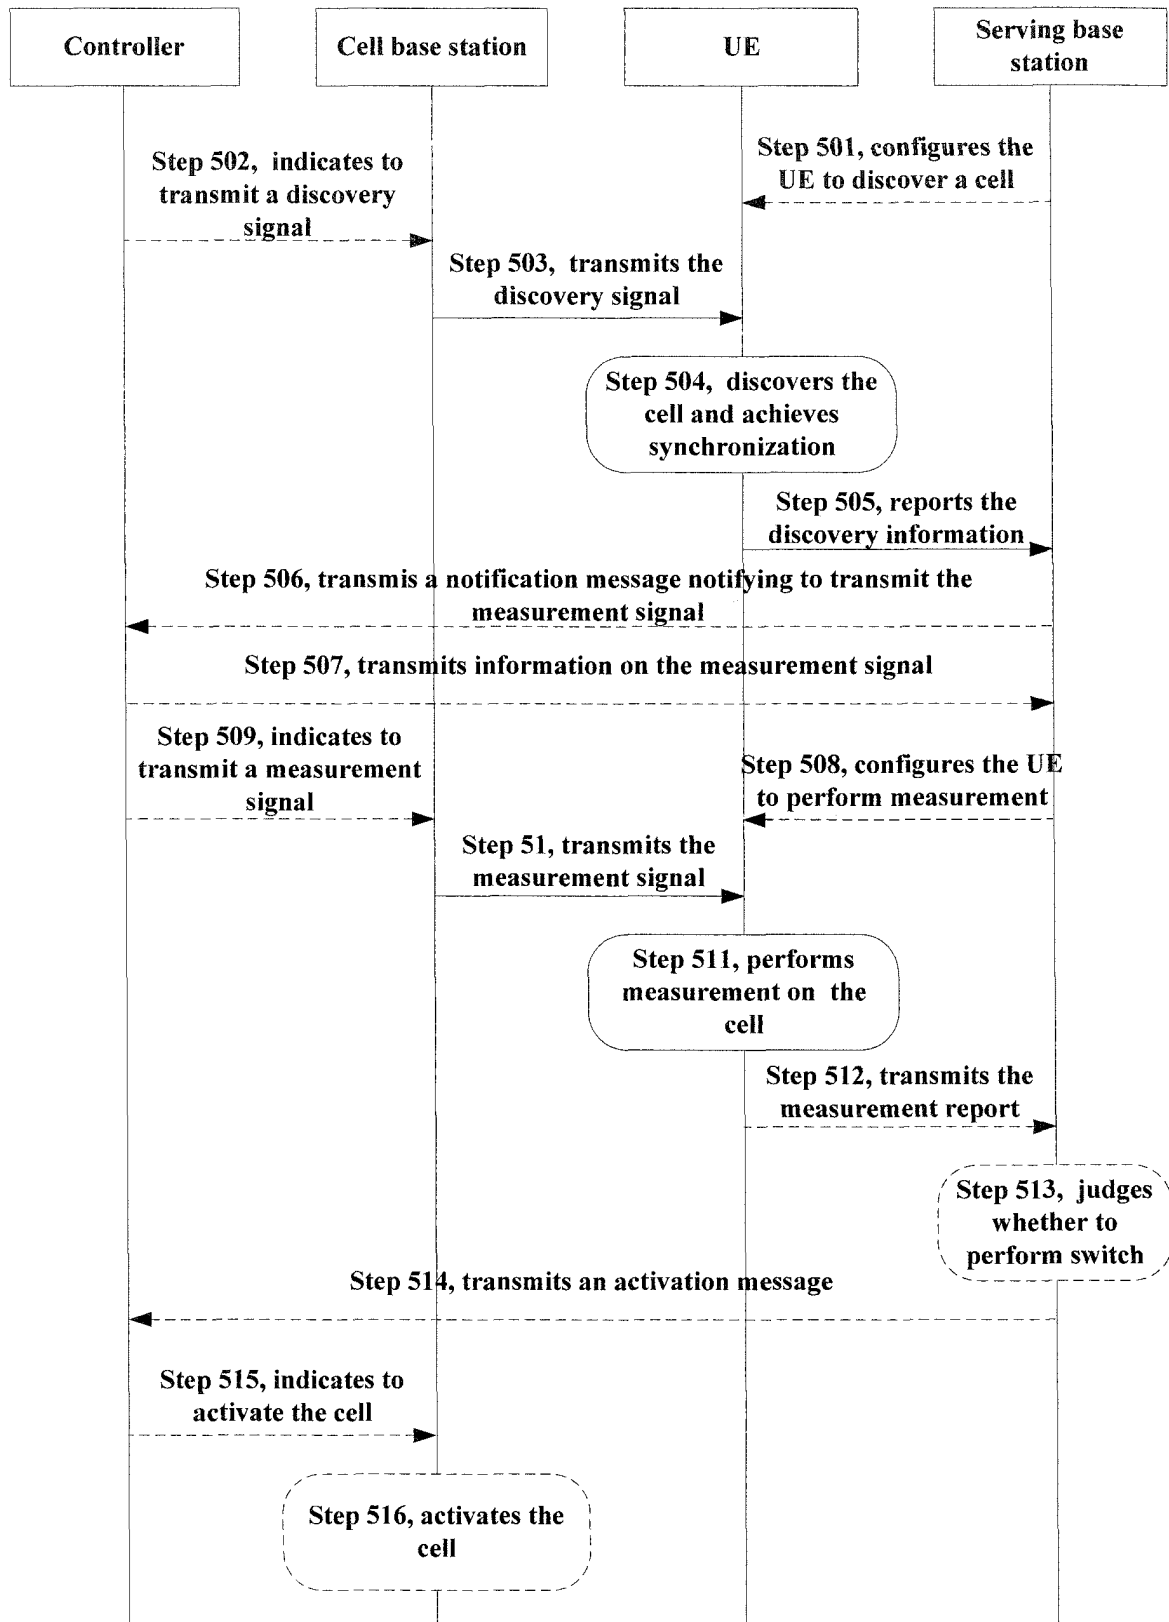 Controller
Cell base station
UE
Serving base
station
Step 502, indicates to
transmit a discovery
signal
Step 501, configures the
UE to discover a cell
Step 503, transmits the
discovery signal
Step 504, discovers the
cell and achieves
synchronization
Step 505, reports the
discovery information
Step 506, transmis a notification message notifying to transmit the
measurement signal
Step 507, transmits information on the measurement signal
Step 509, indicates to
transmit a measurement
signal
Step 508, configures the UE
to perform measurement
Step 51, transmits the
measurement signal
Step 511, performs
measurement on the
cell
Step 512, transmits the
measurement report
Step 513, judges
whether to
perform switch
Step 514, transmits an activation message
Step 515, indicates to
activate the cell
Step 516, activates the
cell